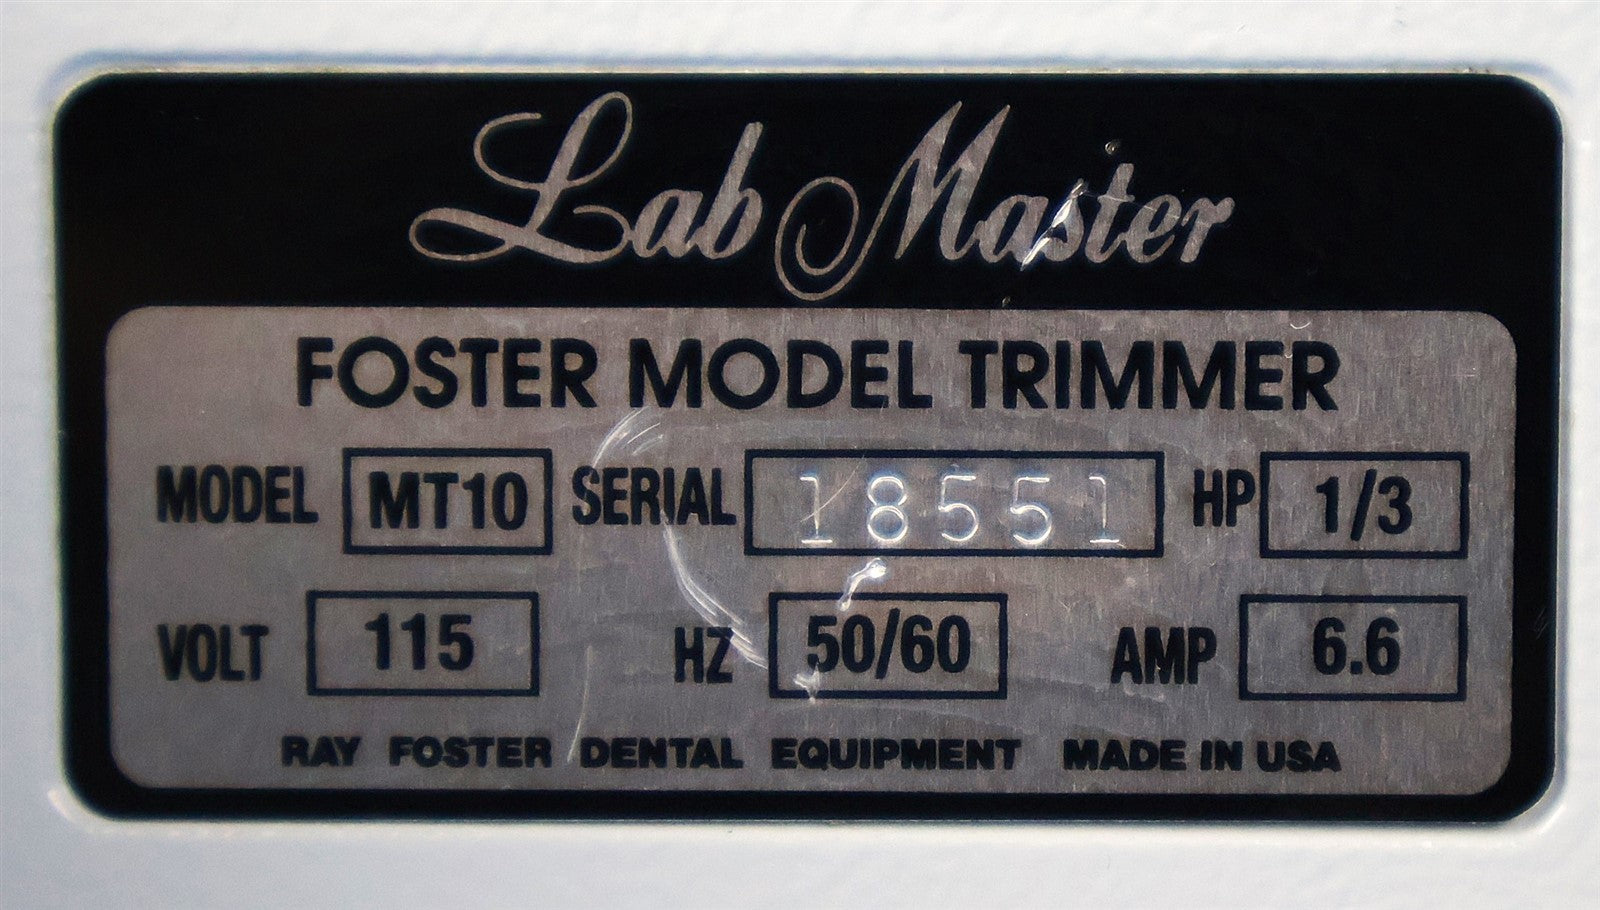 Lab Master
FOSTER MODEL TRIMMER
MODEL MT10 SERIAL 18551 HP 1/3
VOLT 115 HZ 50/60 AMP 6.6
RAY FOSTER DENTAL EQUIPMENT MADE IN USA